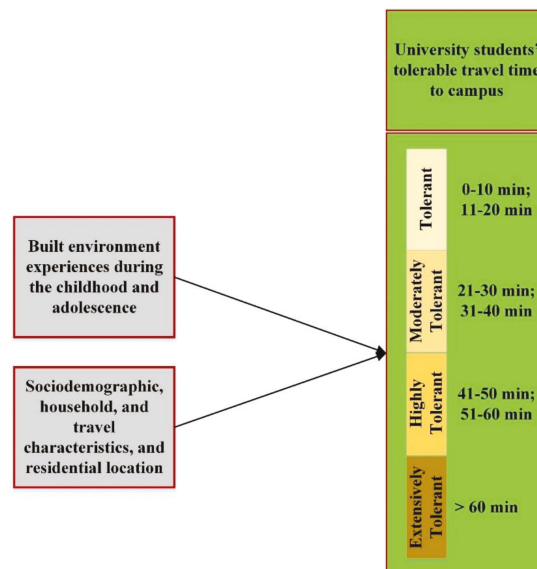 University students'
tolerable travel time
to campus
Tolerant
0-10 min;
11-20 min
Built environment
experiences during
the childhood and
adolescence
Moderately
Tolerant
21-30 min;
31-40 min
Sociodemographic,
household, and
travel
characteristics, and
residential location
Highly
Tolerant
41-50 min;
51-60 min
Extensively
Tolerant
> 60 min